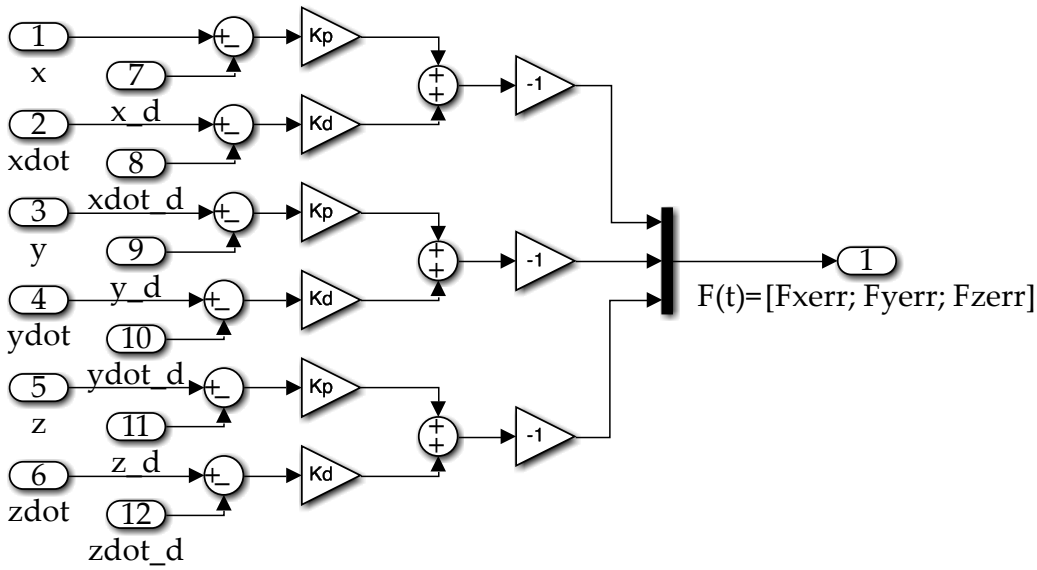 1
+
−
Kp
x
7
+
+
-1
x_d
2
+
−
Kd
xdot
8
xdot_d
3
+
−
Kp
y
9
+
+
-1
1
y_d
4
+
−
Kd
F(t)=[Fxerr; Fyerr; Fzerr]
ydot
10
ydot_d
5
+
−
Kp
z
11
+
+
-1
z_d
6
+
−
Kd
zdot
12
zdot_d